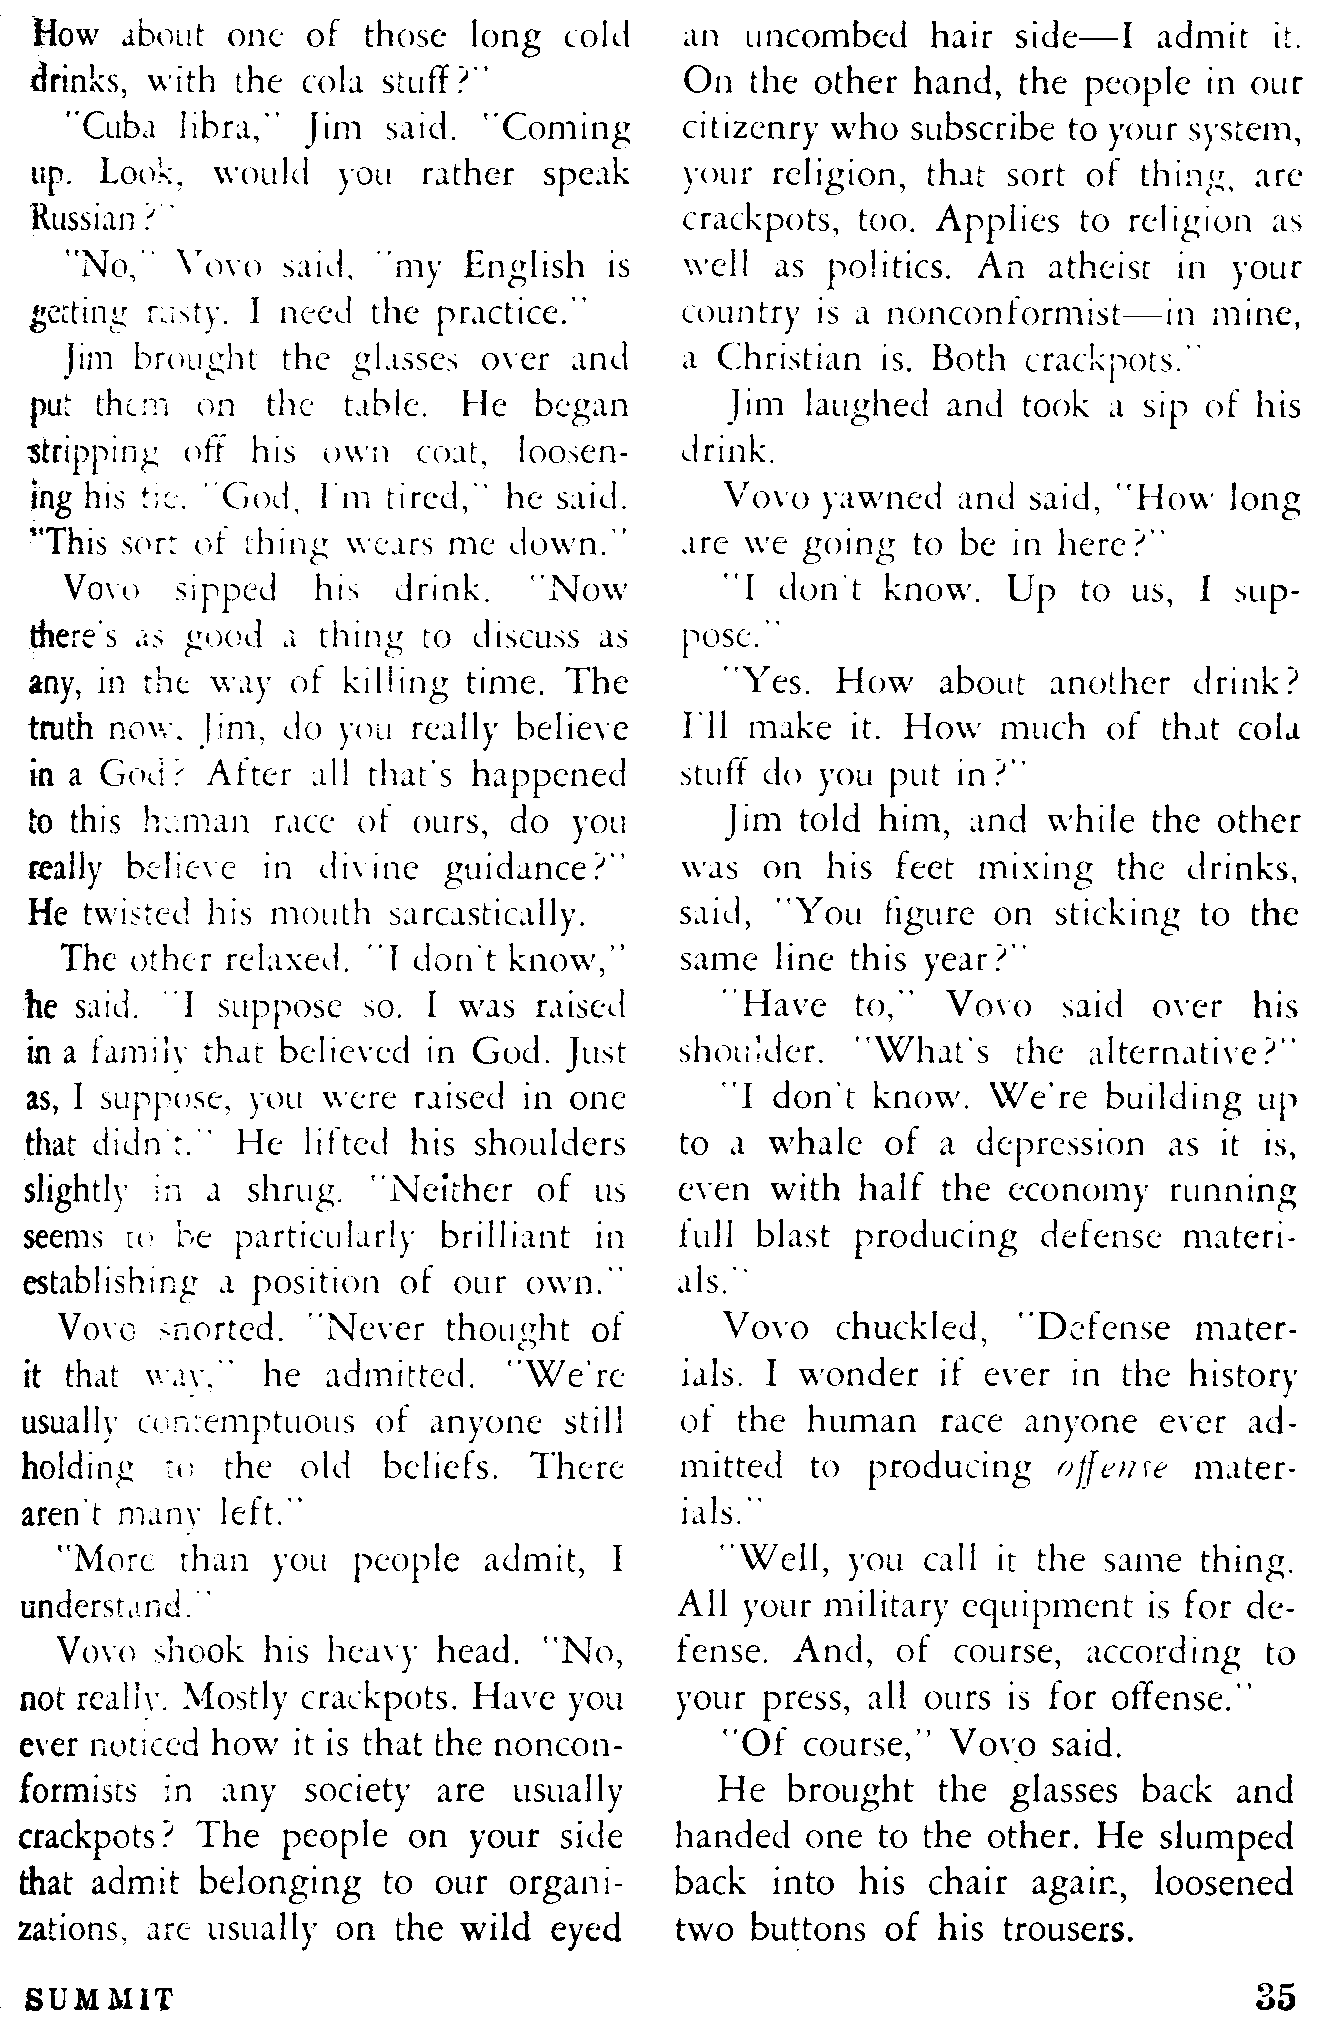 How about one of those long cold
drinks, with the cola stuff?"
"Cuba libra," Jim said. "Coming
up. Look, would you rather speak
Russian?"
"No," Vovo said, "my English is
getting rusty. I need the practice."
Jim brought the glasses over and
put them on the table. He began
stripping off his own coat, loosen-
ing his tie. "God, I'm tired," he said.
"This sort of thing wears me down."
Vovo sipped his drink. "Now
there's as good a thing to discuss as
any, in the way of killing time. The
truth now, Jim, do you really believe
in a God? After all that's happened
to this human race of ours, do you
really believe in divine guidance?"
He twisted his mouth sarcastically.
The other relaxed. "I don't know,"
he said. "I suppose so. I was raised
in a family that believed in God. Just
as, I suppose, you were raised in one
that didn't." He lifted his shoulders
slightly in a shrug. "Neither of us
seems to be particularly brilliant in
establishing a position of our own."
Vovo snorted. "Never thought of
it that way," he admitted. "We're
usually contemptuous of anyone still
holding to the old beliefs. There
aren't many left."
"More than you people admit, I
understand."
Vovo shook his heavy head. "No,
not really. Mostly crackpots. Have you
ever noticed how it is that the noncon-
formists in any society are usually
crackpots? The people on your side
that admit belonging to our organi-
zations, are usually on the wild eyed
an uncombed hair side—I admit it.
On the other hand, the people in our
citizenry who subscribe to your system,
your religion, that sort of thing, are
crackpots, too. Applies to religion as
well as politics. An atheist in your
country is a nonconformist—in mine,
a Christian is. Both crackpots."
Jim laughed and took a sip of his
drink.
Vovo yawned and said, "How long
are we going to be in here?"
"I don't know. Up to us, I sup-
pose."
"Yes. How about another drink?
I'll make it. How much of that cola
stuff do you put in?"
Jim told him, and while the other
was on his feet mixing the drinks,
said, "You figure on sticking to the
same line this year?"
"Have to," Vovo said over his
shoulder. "What's the alternative?"
"I don't know. We're building up
to a whale of a depression as it is,
even with half the economy running
full blast producing defense materi-
als."
Vovo chuckled, "Defense mater-
ials. I wonder if ever in the history
of the human race anyone ever ad-
mitted to producing offense mater-
ials."
"Well, you call it the same thing.
All your military equipment is for de-
fense. And, of course, according to
your press, all ours is for offense."
"Of course," Vovo said.
He brought the glasses back and
handed one to the other. He slumped
back into his chair again, loosened
two buttons of his trousers.
SUMMIT
35